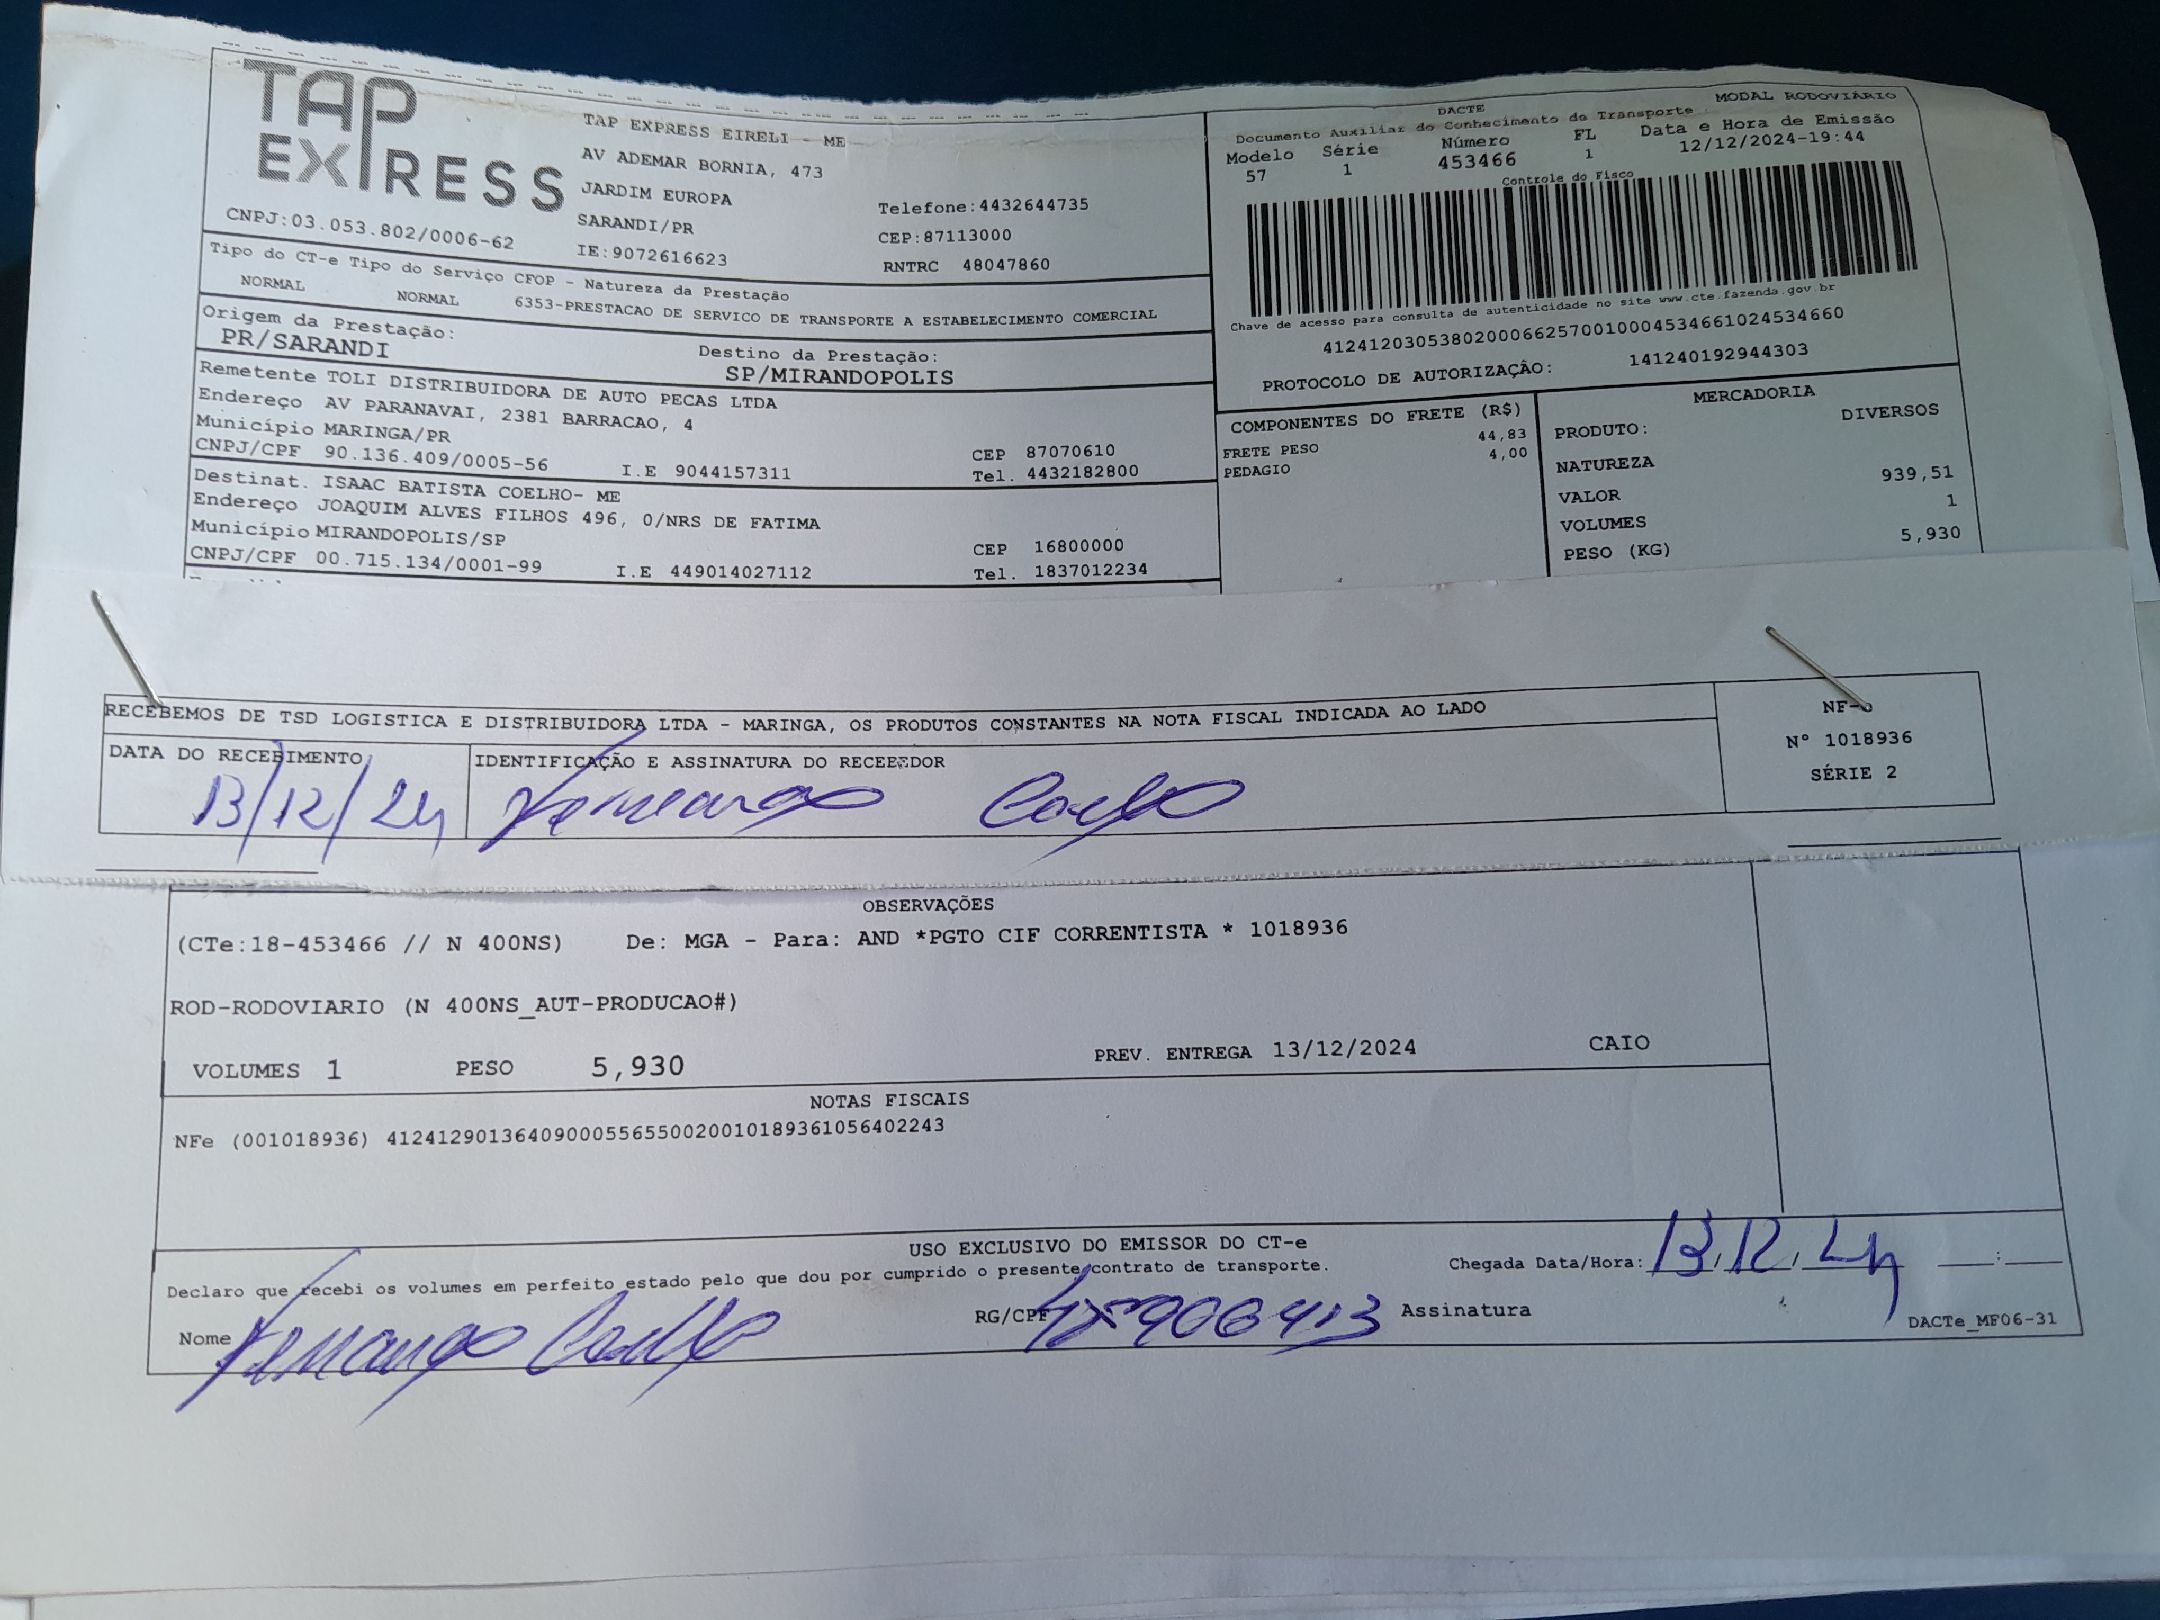 TAP EXPRESS
TAP EXPRESS EIRELI - ME
AV ADEMAR BORNIA, 473
JARDIM EUROPA
SARANDI/PR
IE:9072616623
Telefone:4432644735
CEP:87113000
RNTRC 48047860
CNPJ:03.053.802/0006-62
DACTE
MODAL RODOVIÁRIO
Documento Auxiliar do Conhecimento de Transporte
Modelo Série Número FL Data e Hora de Emissão
57 1 453466 1 12/12/2024-19:44
Controle do Fisco
Chave de acesso para consulta de autenticidade no site www.cte.fazenda.gov.br
41241203053802000662570010004534661024534660
PROTOCOLO DE AUTORIZAÇÃO: 141240192944303
Tipo do CT-e Tipo do Serviço CFOP - Natureza da Prestação
NORMAL NORMAL 6353-PRESTACAO DE SERVICO DE TRANSPORTE A ESTABELECIMENTO COMERCIAL
Origem da Prestação:
PR/SARANDI
Destino da Prestação:
SP/MIRANDOPOLIS
Remetente TOLI DISTRIBUIDORA DE AUTO PECAS LTDA
Endereço AV PARANAVAI, 2381 BARRACAO, 4
Município MARINGA/PR CEP 87070610
CNPJ/CPF 90.136.409/0005-56 I.E 9044157311 Tel. 4432182800
Destinat. ISAAC BATISTA COELHO- ME
Endereço JOAQUIM ALVES FILHOS 496, 0/NRS DE FATIMA
Município MIRANDOPOLIS/SP CEP 16800000
CNPJ/CPF 00.715.134/0001-99 I.E 449014027112 Tel. 1837012234
COMPONENTES DO FRETE (R$)
FRETE PESO 44,83
PEDAGIO 4,00
MERCADORIA
PRODUTO: DIVERSOS
NATUREZA
VALOR 939,51
VOLUMES 1
PESO (KG) 5,930
RECEBEMOS DE TSD LOGISTICA E DISTRIBUIDORA LTDA - MARINGA, OS PRODUTOS CONSTANTES NA NOTA FISCAL INDICADA AO LADO
DATA DO RECEBIMENTO
13/12/24
IDENTIFICAÇÃO E ASSINATURA DO RECEBEDOR
NF-e
Nº 1018936
SÉRIE 2
OBSERVAÇÕES
(CTe:18-453466 // N 400NS) De: MGA - Para: AND *PGTO CIF CORRENTISTA * 1018936
ROD-RODOVIARIO (N 400NS_AUT-PRODUCAO#)
VOLUMES 1 PESO 5,930 PREV. ENTREGA 13/12/2024 CAIO
NOTAS FISCAIS
NFe (001018936) 41241290136409000556550020010189361056402243
USO EXCLUSIVO DO EMISSOR DO CT-e
Declaro que recebi os volumes em perfeito estado pelo que dou por cumprido o presente contrato de transporte.
Chegada Data/Hora: 13/12/24 :
Nome
RG/CPF
Assinatura
DACTe_MF06-31